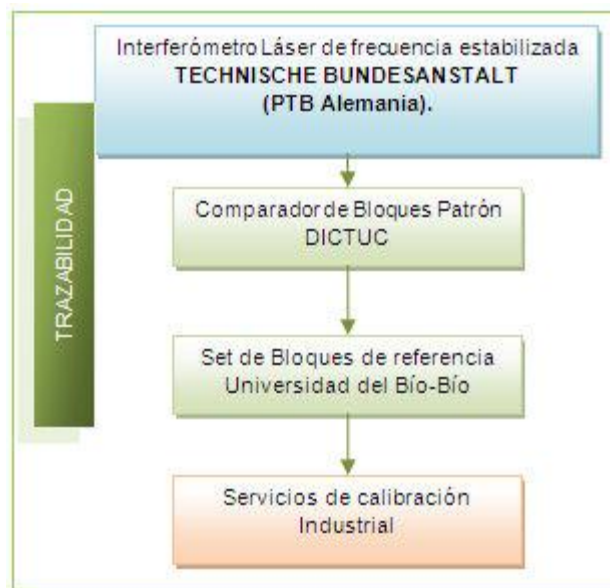 Interferómetro Láser de frecuencia estabilizada
TECHNISCHE BUNDESANSTALT
(PTB Alemania).
TRAZABILIDAD
Comparador de Bloques Patrón
DICTUC
Set de Bloques de referencia
Universidad del Bío-Bío
Servicios de calibración
Industrial